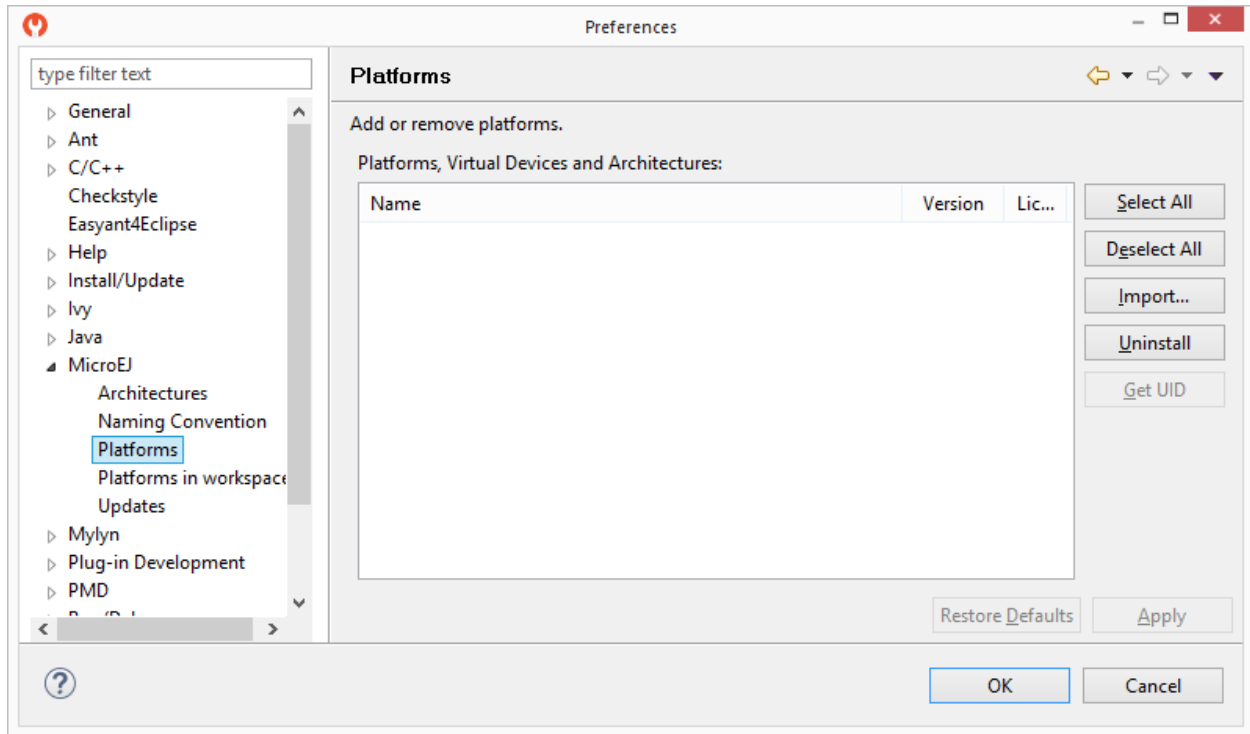 Preferences
type filter text
General
Ant
C/C++
Checkstyle
Easyant4Eclipse
Help
Install/Update
Ivy
Java
MicroEJ
Architectures
Naming Convention
Platforms
Platforms in workspace
Updates
Mylyn
Plug-in Development
PMD
Platforms
Add or remove platforms.
Platforms, Virtual Devices and Architectures:
Name Version Lic...
Select All
Deselect All
Import...
Uninstall
Get UID
Restore Defaults Apply
OK Cancel